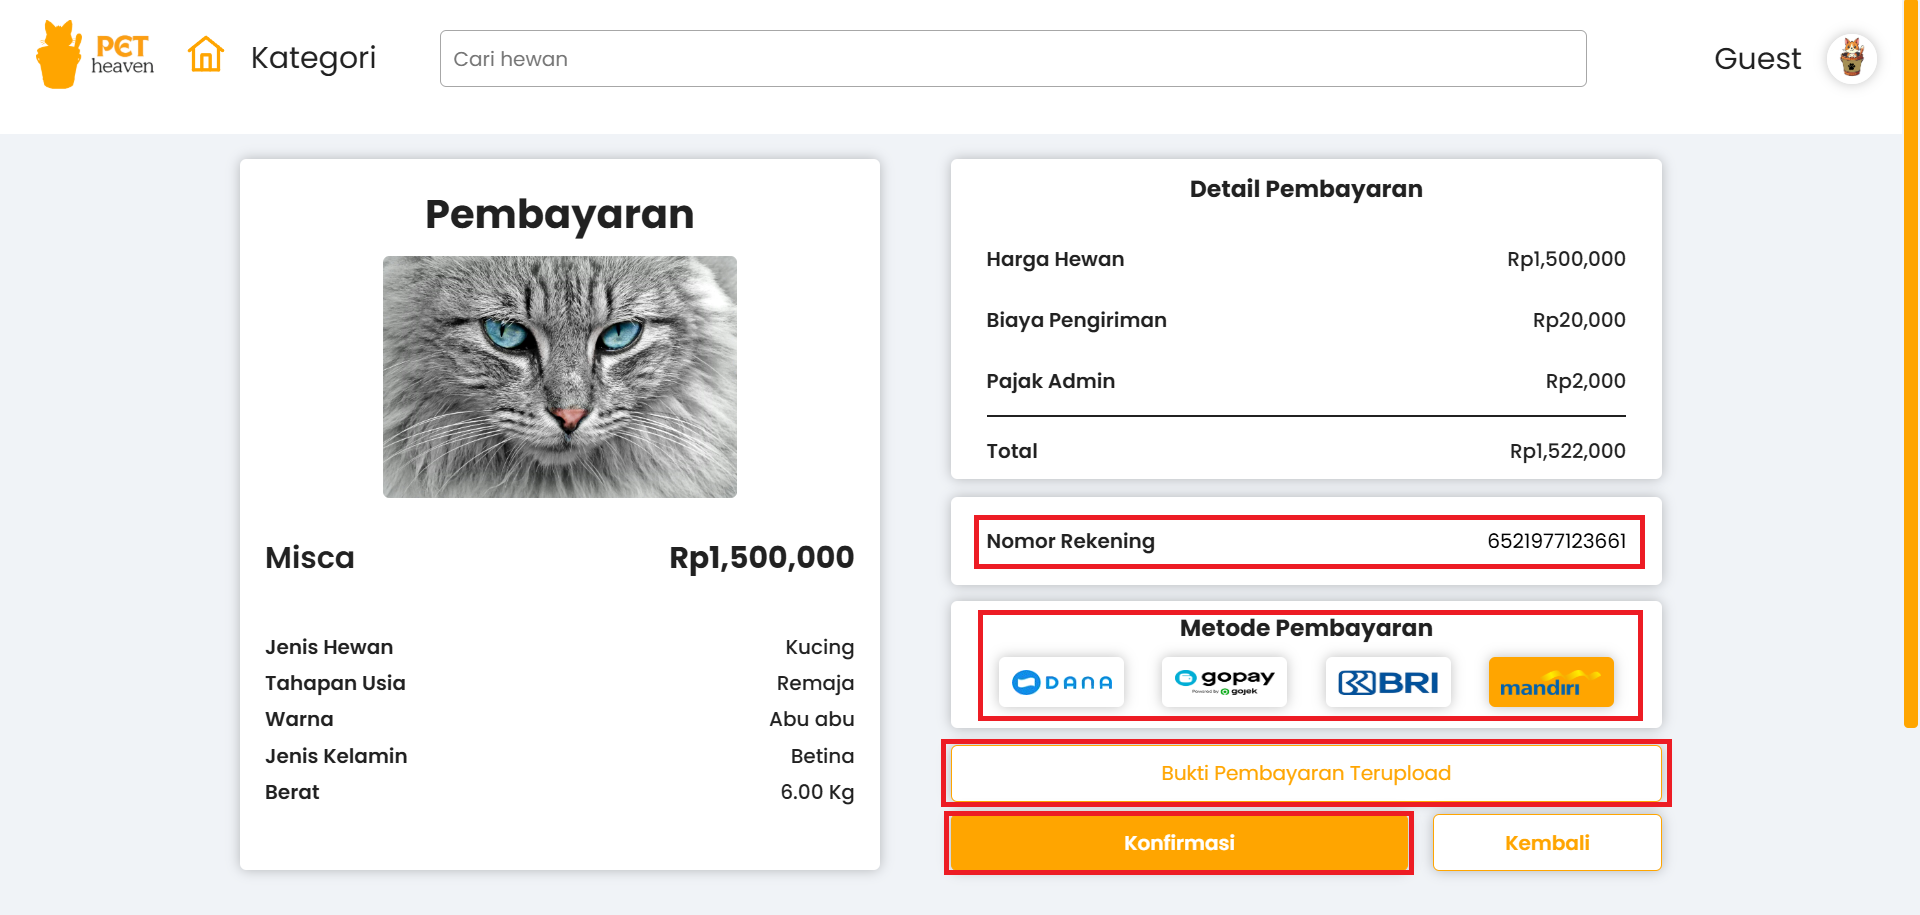 PET
heaven
Kategori
Cari hewan
Guest
Pembayaran
Misca Rp1,500,000
Jenis Hewan Kucing
Tahapan Usia Remaja
Warna Abu abu
Jenis Kelamin Betina
Berat 6.00 Kg
Detail Pembayaran
Harga Hewan Rp1,500,000
Biaya Pengiriman Rp20,000
Pajak Admin Rp2,000
Total Rp1,522,000
Nomor Rekening 6521977123661
Metode Pembayaran
DANA
gopay
Powered by gojek
BRI
mandiri
Bukti Pembayaran Terupload
Konfirmasi
Kembali